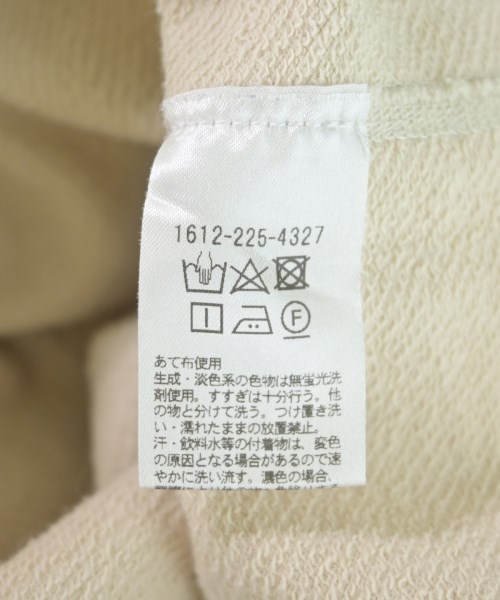 1612-225-4327
F
あて布使用
生成・淡色系の色物は無蛍光洗
剤使用。すすぎは十分行う。他
の物と分けて洗う。つけ置き洗
い・濡れたままの放置禁止。
汗・飲料水等の付着物は、変色
の原因となる場合があるので速
やかに洗い流す。濃色の場合、